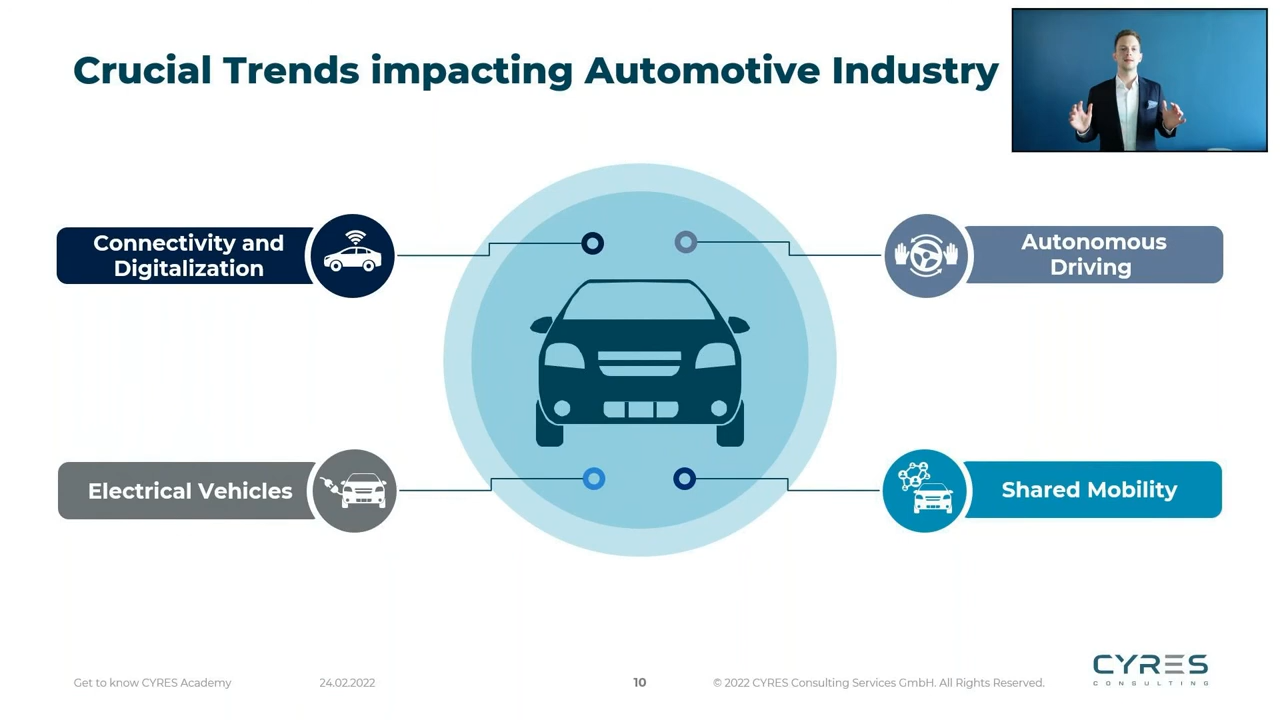 Crucial Trends impacting Automotive Industry
Connectivity and
Digitalization
Autonomous
Driving
Electrical Vehicles
Shared Mobility
CYRES
CONSULTING
Get to know CYRES Academy
24.02.2022
10
© 2022 CYRES Consulting Services GmbH. All Rights Reserved.